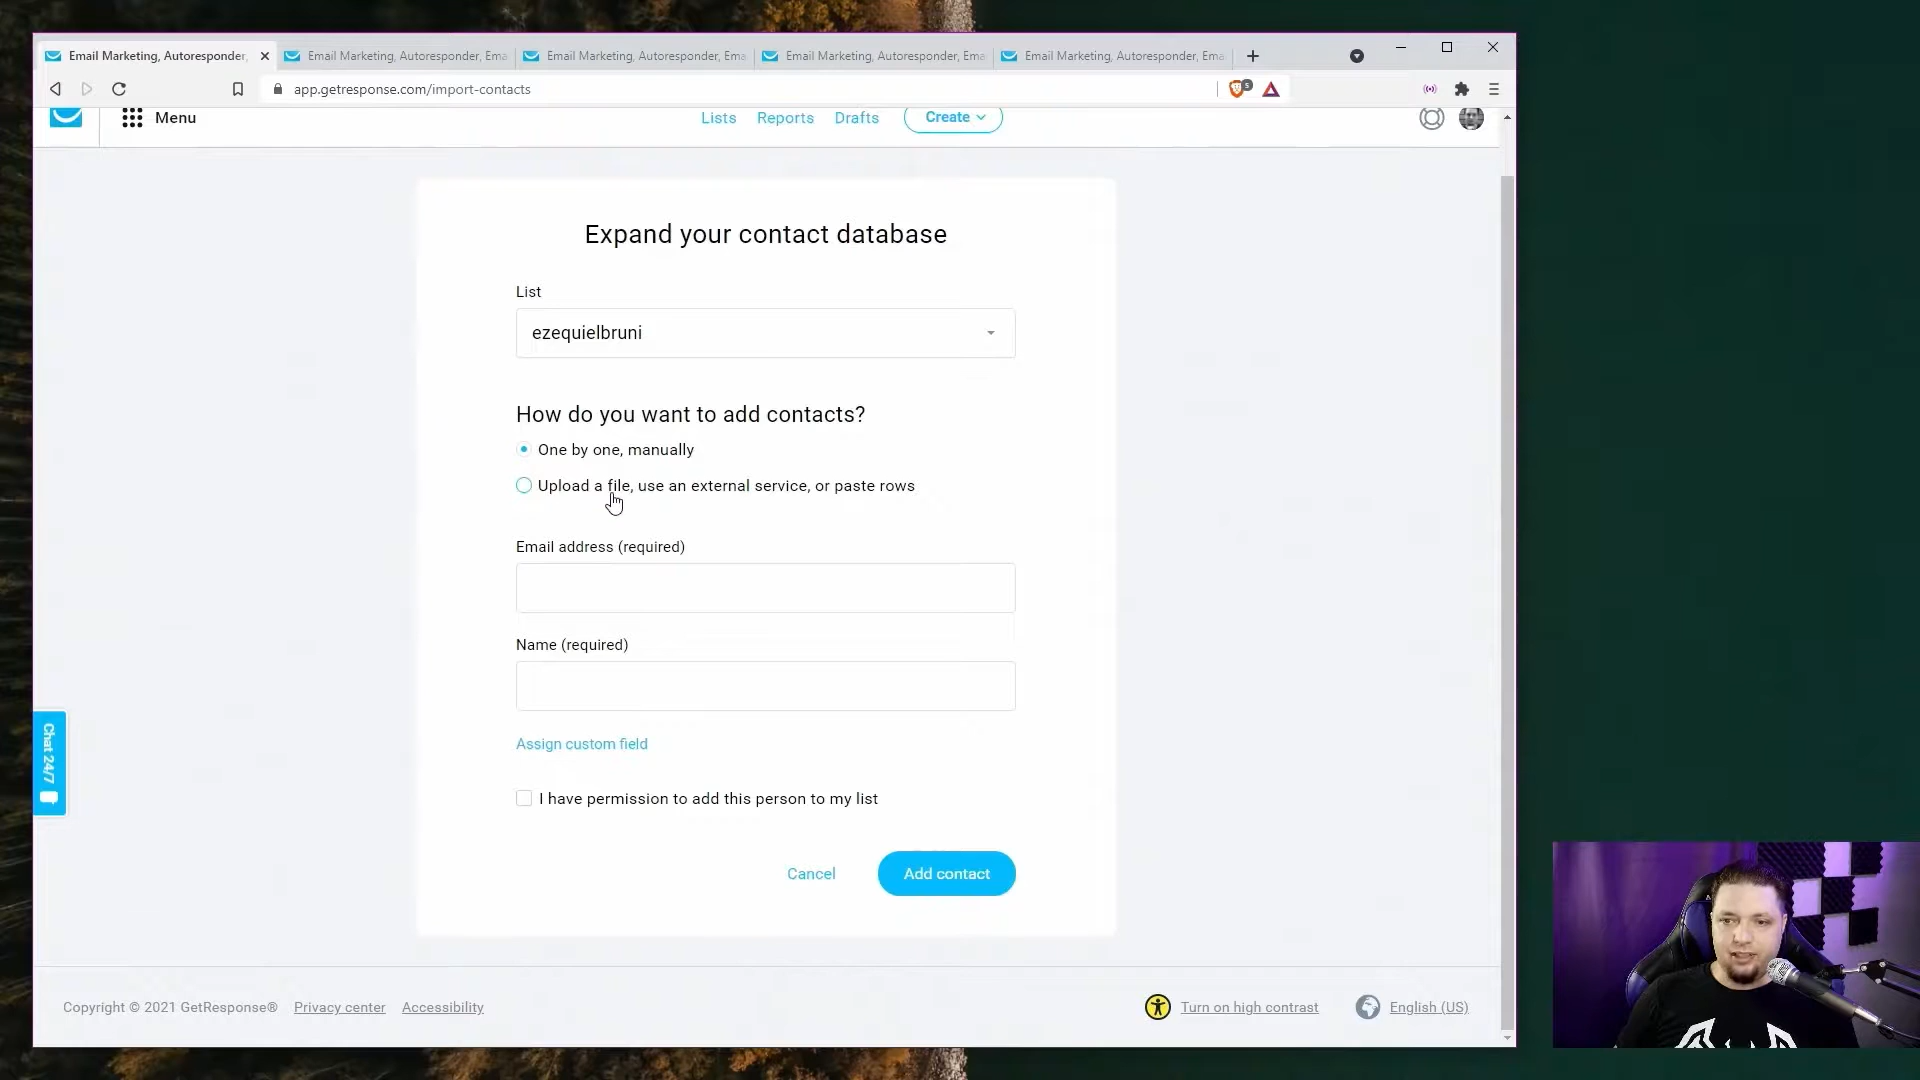 Email Marketing, Autoresponder,
Email Marketing, Autoresponder, Ema
Email Marketing, Autoresponder, Ema
Email Marketing, Autoresponder, Ema
Email Marketing, Autoresponder, Ema
app.getresponse.com/import-contacts
5
Menu
Lists
Reports
Drafts
Create
Expand your contact database
List
ezequielbruni
How do you want to add contacts?
One by one, manually
Upload a file, use an external service, or paste rows
Email address (required)
Name (required)
Assign custom field
Chat 24/7
I have permission to add this person to my list
Cancel
Add contact
Copyright © 2021 GetResponse®
Privacy center
Accessibility
Turn on high contrast
English (US)